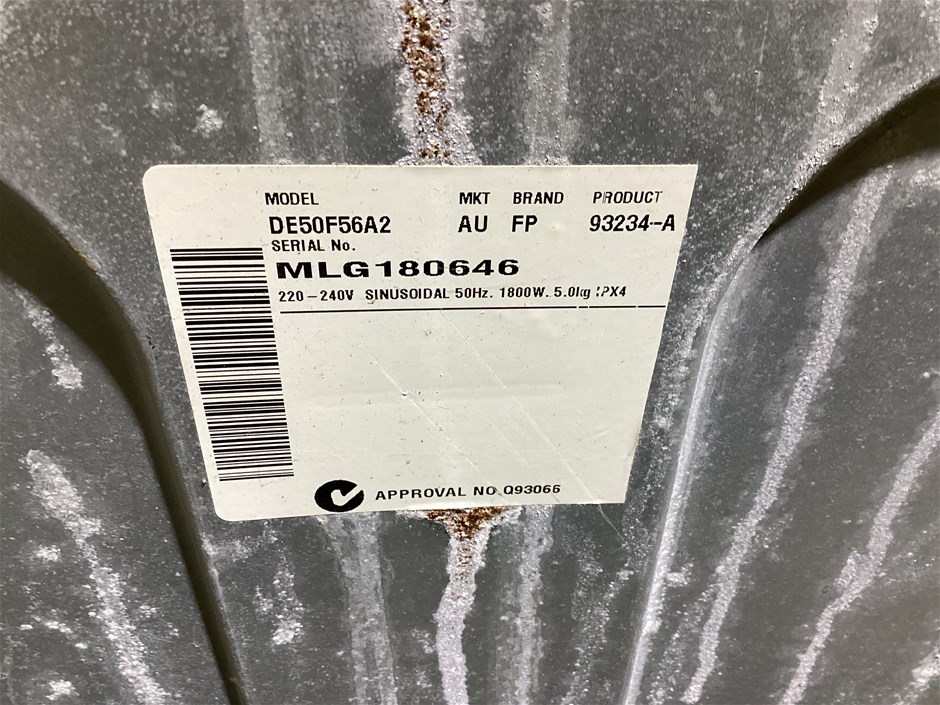 MODEL MKT BRAND PRODUCT
DE50F56A2 AU FP 93234-A
SERIAL No.
MLG180646
220-240V SINUSOIDAL 50Hz. 1800W. 5.0kg IPX4
APPROVAL NO Q93066